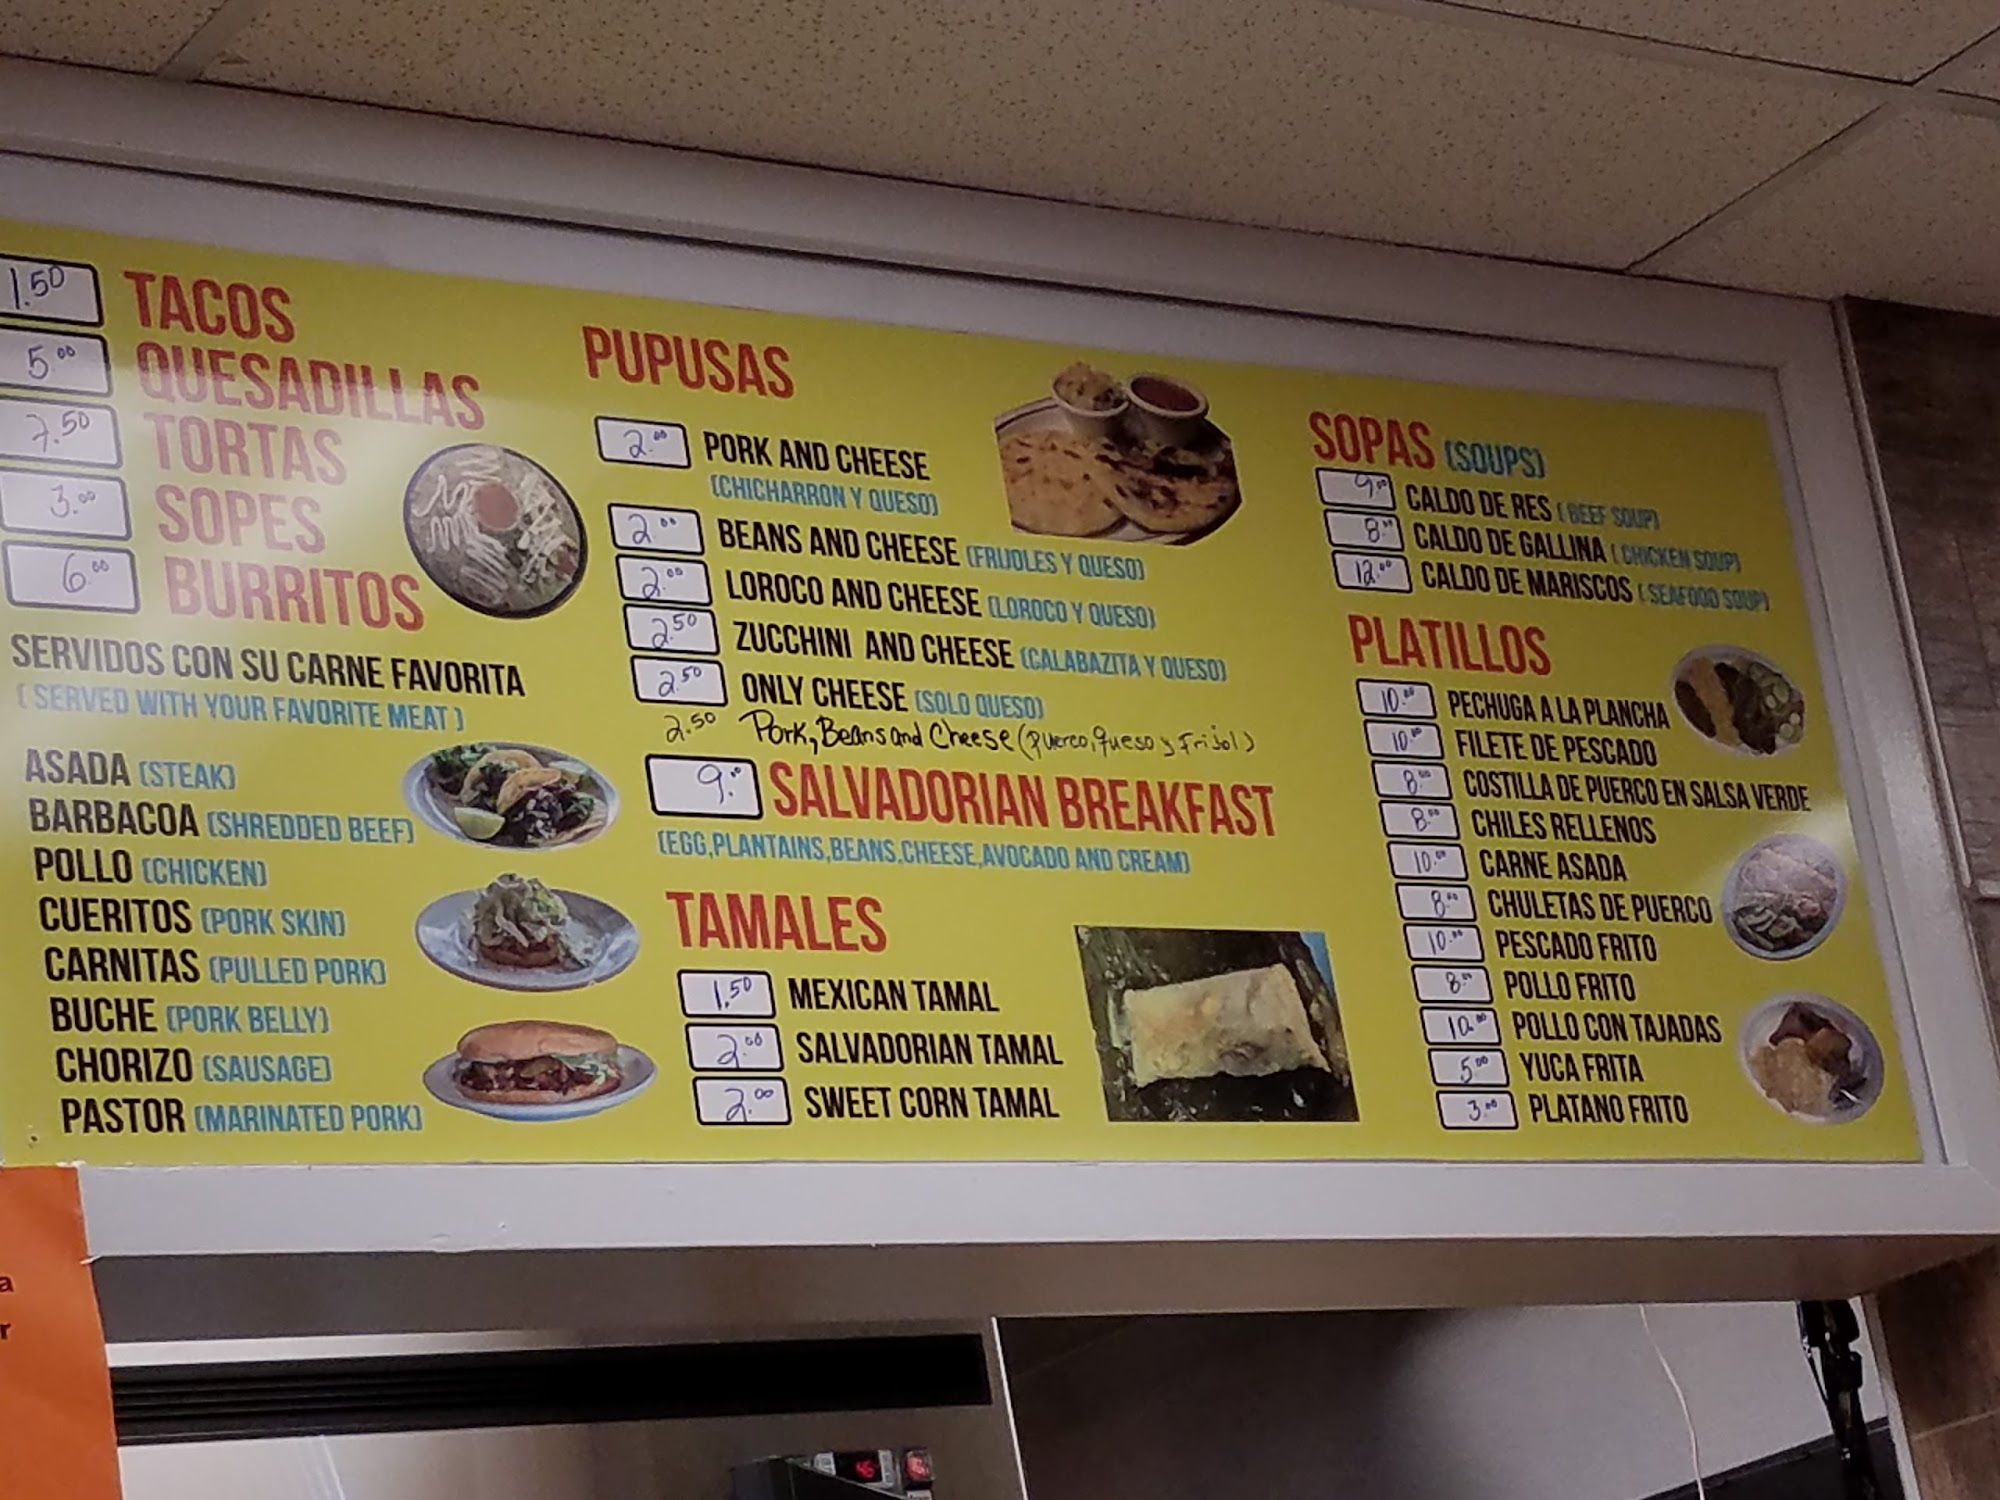 1.50 TACOS
5.00 QUESADILLAS
7.50 TORTAS
3.00 SOPES
6.00 BURRITOS
SERVIDOS CON SU CARNE FAVORITA
( SERVED WITH YOUR FAVORITE MEAT )
ASADA (STEAK)
BARBACOA (SHREDDED BEEF)
POLLO (CHICKEN)
CUERITOS (PORK SKIN)
CARNITAS (PULLED PORK)
BUCHE (PORK BELLY)
CHORIZO (SAUSAGE)
PASTOR (MARINATED PORK)
PUPUSAS
2.00 PORK AND CHEESE
(CHICHARRON Y QUESO)
2.00 BEANS AND CHEESE (FRIJOLES Y QUESO)
2.00 LOROCO AND CHEESE (LOROCO Y QUESO)
2.50 ZUCCHINI AND CHEESE (CALABAZITA Y QUESO)
2.50 ONLY CHEESE (SOLO QUESO)
2.50 Pork, Beans and Cheese (Puerco, queso y Frijol)
9.00 SALVADORIAN BREAKFAST
(EGG,PLANTAINS,BEANS.CHEESE,AVOCADO AND CREAM)
TAMALES
1.50 MEXICAN TAMAL
2.00 SALVADORIAN TAMAL
2.00 SWEET CORN TAMAL
SOPAS (SOUPS)
9.00 CALDO DE RES ( BEEF SOUP)
8.00 CALDO DE GALLINA ( CHICKEN SOUP)
12.00 CALDO DE MARISCOS ( SEAFOOD SOUP)
PLATILLOS
10.00 PECHUGA A LA PLANCHA
10.00 FILETE DE PESCADO
8.00 COSTILLA DE PUERCO EN SALSA VERDE
8.00 CHILES RELLENOS
10.00 CARNE ASADA
8.00 CHULETAS DE PUERCO
10.00 PESCADO FRITO
8.00 POLLO FRITO
10.00 POLLO CON TAJADAS
5.00 YUCA FRITA
3.00 PLATANO FRITO
a
r